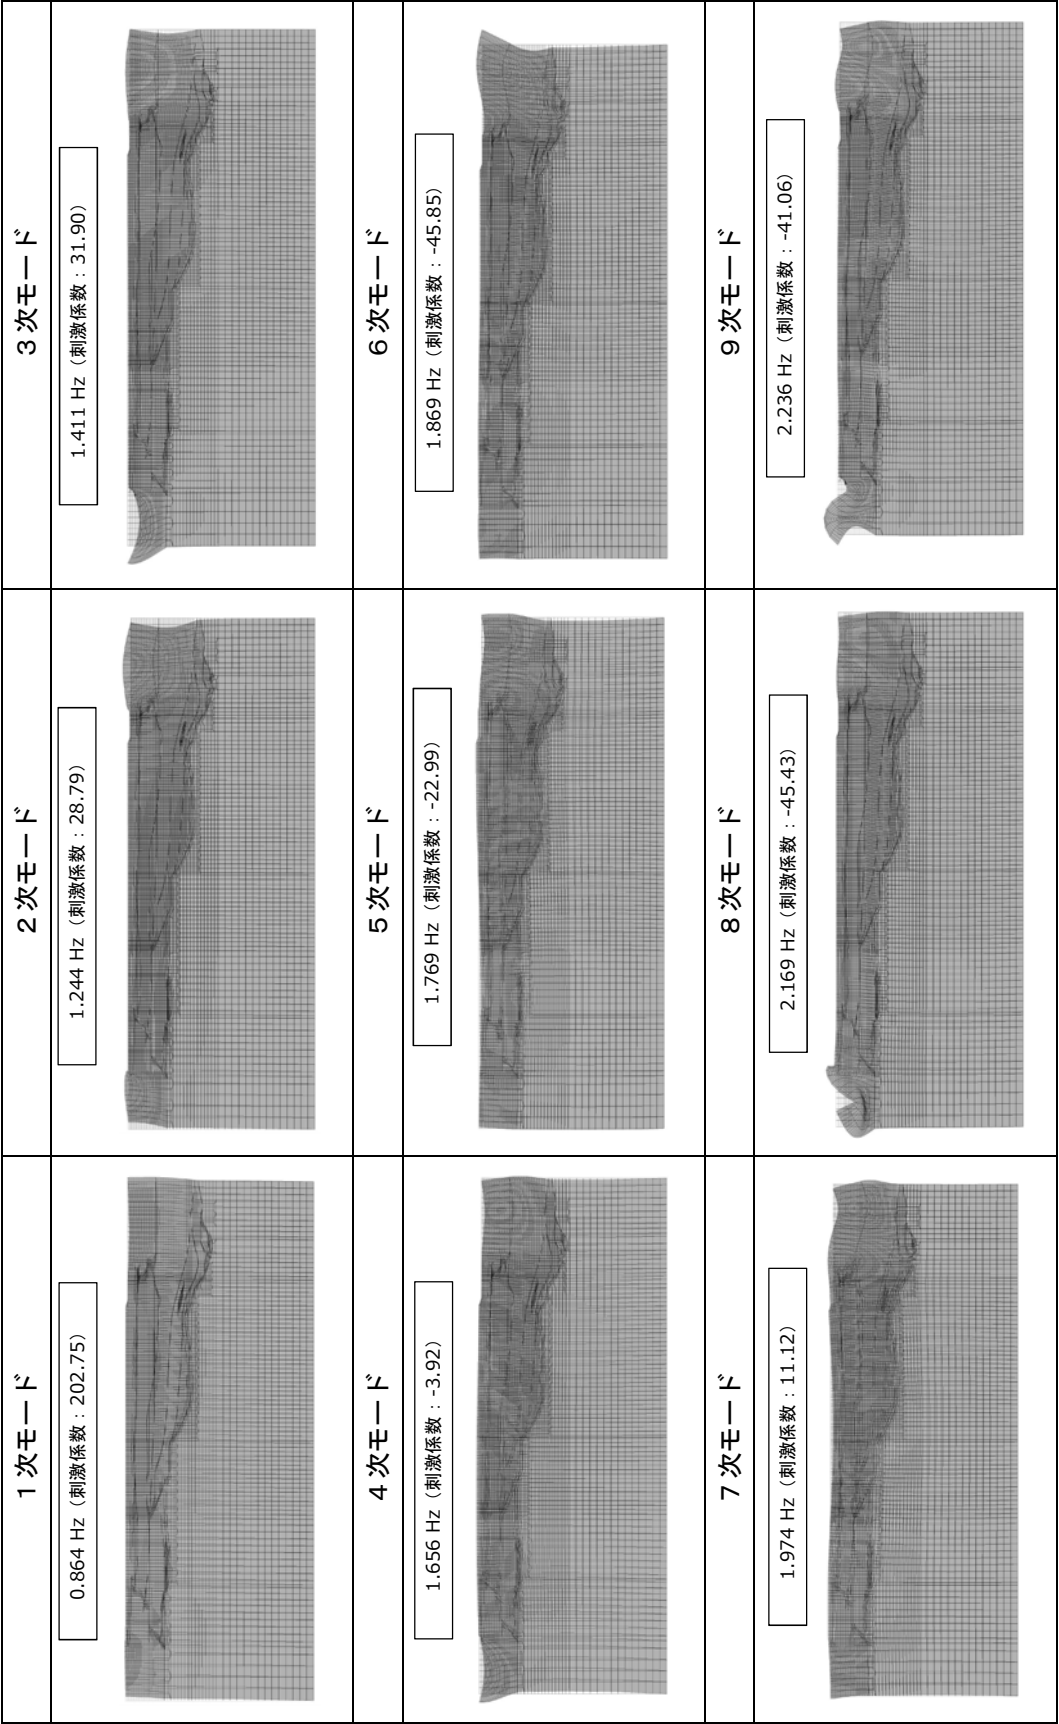 1次モード
0.864 Hz（刺激係数：202.75）
2次モード
1.244 Hz（刺激係数：28.79）
3次モード
1.411 Hz（刺激係数：31.90）
4次モード
1.656 Hz（刺激係数：-3.92）
5次モード
1.769 Hz（刺激係数：-22.99）
6次モード
1.869 Hz（刺激係数：-45.85）
7次モード
1.974 Hz（刺激係数：11.12）
8次モード
2.169 Hz（刺激係数：-45.43）
9次モード
2.236 Hz（刺激係数：-41.06）